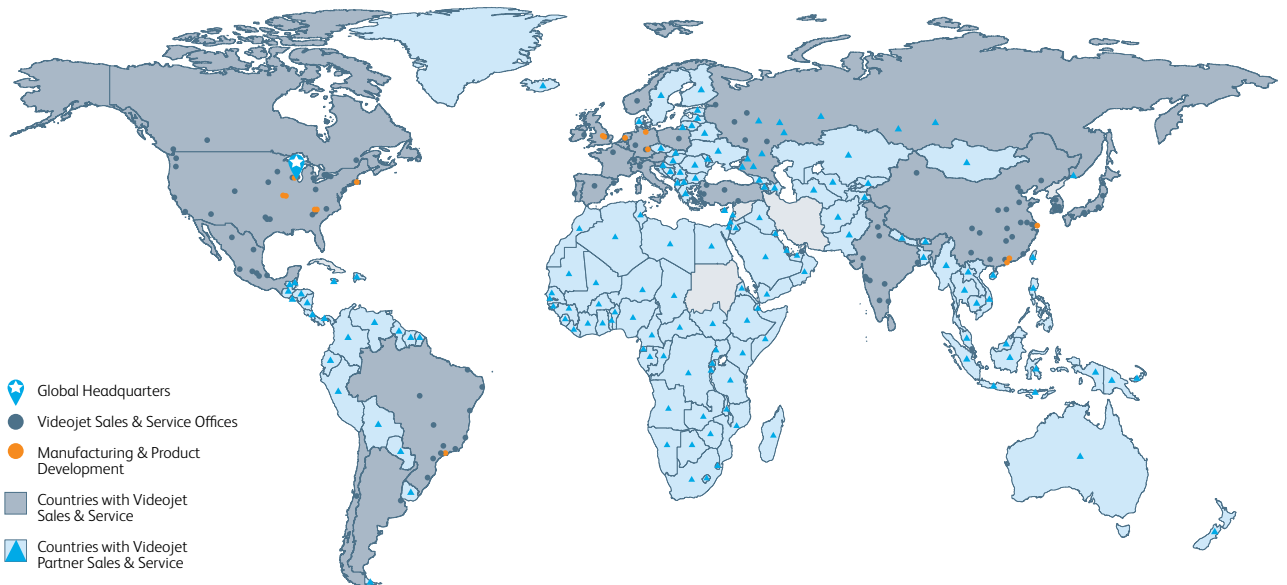 Global Headquarters
Videojet Sales & Service Offices
Manufacturing & Product
Development
Countries with Videojet
Sales & Service
Countries with Videojet
Partner Sales & Service